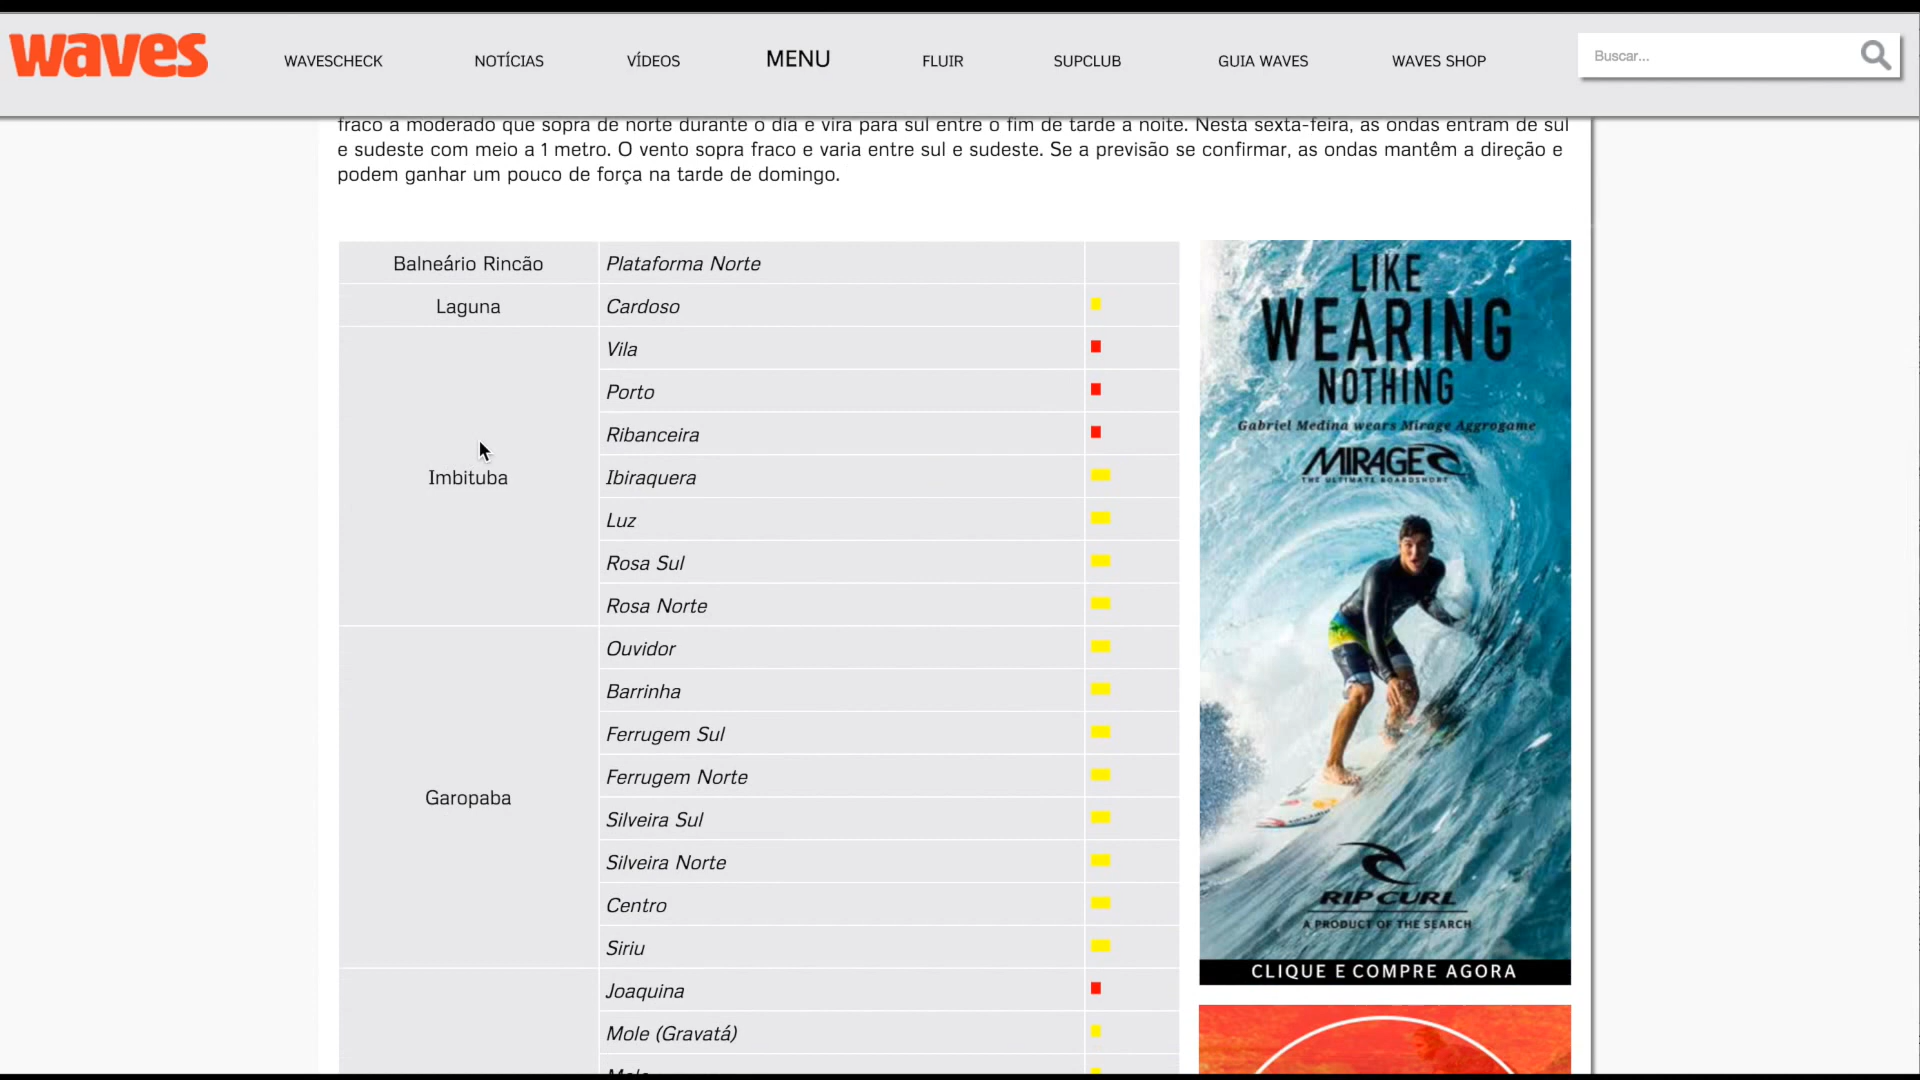 waves
WAVESCHECK
NOTÍCIAS
VÍDEOS
MENU
FLUIR
SUPCLUB
GUIA WAVES
WAVES SHOP
Buscar...
fraco a moderado que sopra de norte durante o dia e vira para sul entre o fim de tarde a noite. Nesta sexta-feira, as ondas entram de sul
e sudeste com meio a 1 metro. O vento sopra fraco e varia entre sul e sudeste. Se a previsão se confirmar, as ondas mantêm a direção e
podem ganhar um pouco de força na tarde de domingo.
Balneário Rincão
Plataforma Norte
Laguna
Cardoso
Imbituba
Vila
Porto
Ribanceira
Ibiraquera
Luz
Rosa Sul
Rosa Norte
Garopaba
Ouvidor
Barrinha
Ferrugem Sul
Ferrugem Norte
Silveira Sul
Silveira Norte
Centro
Siriu
Joaquina
Mole (Gravatá)
LIKE
WEARING
NOTHING
Gabriel Medina wears Mirage Aggrogame
MIRAGE
THE ULTIMATE BOARDSHORT
RIP CURL
A PRODUCT OF THE SEARCH
CLIQUE E COMPRE AGORA